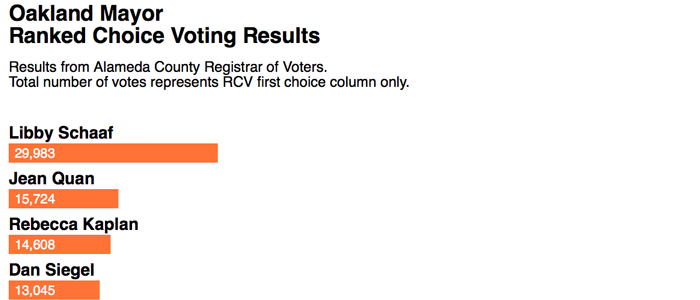 Oakland Mayor
Ranked Choice Voting Results
Results from Alameda County Registrar of Voters.
Total number of votes represents RCV first choice column only.
Libby Schaaf
29,983
Jean Quan
15,724
Rebecca Kaplan
14,608
Dan Siegel
13,045